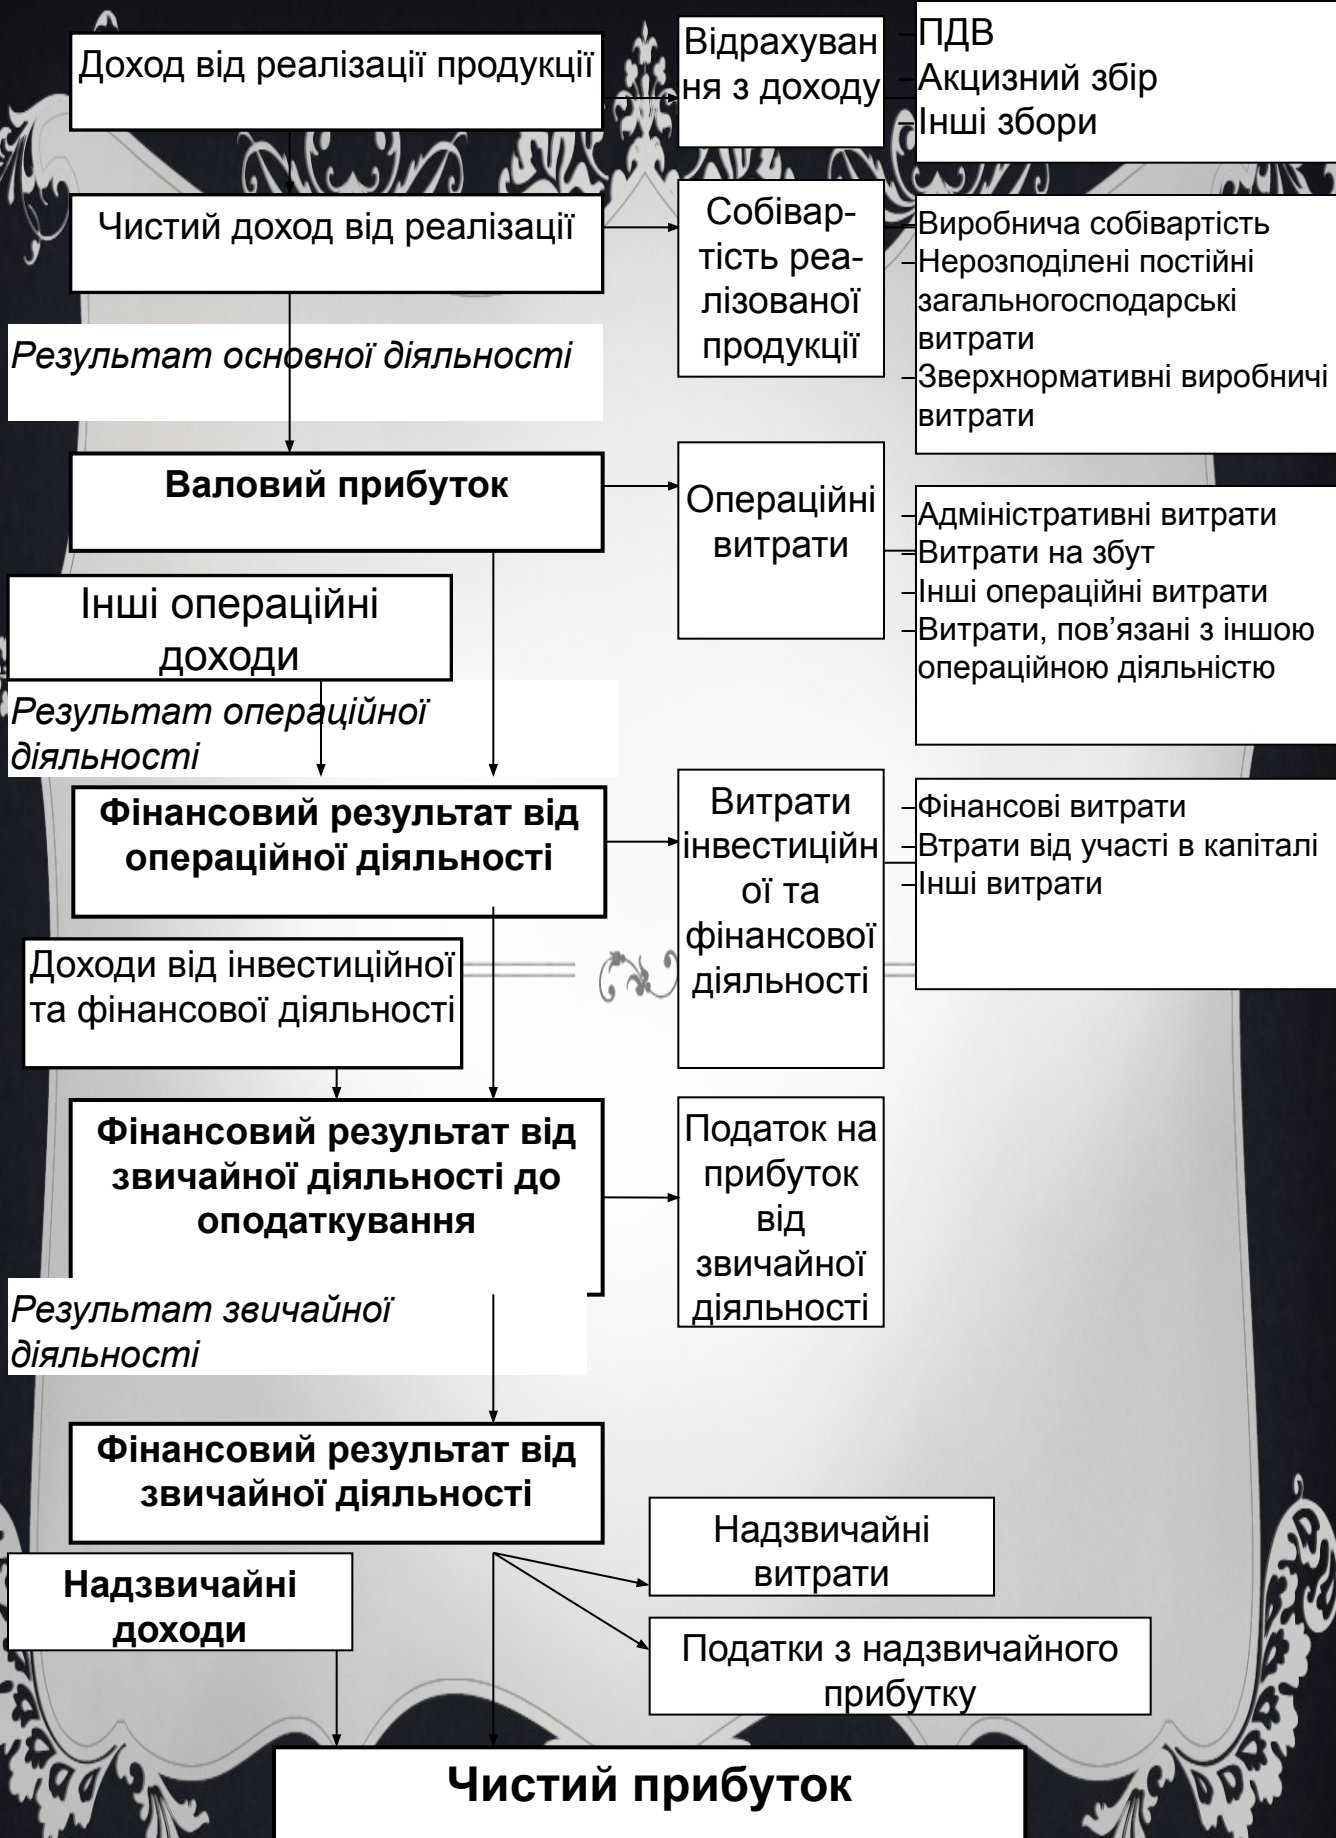 Доход від реалізації продукції
Відрахуван
ня з доходу
–ПДВ
–Акцизний збір
–Інші збори
Чистий доход від реалізації
Собівар-
тість реа-
лізованої
продукції
–Виробнича собівартість
–Нерозподілені постійні
загальногосподарські
витрати
–Зверхнормативні виробничі
витрати
Результат основної діяльності
Валовий прибуток
Операційні
витрати
–Адміністративні витрати
–Витрати на збут
–Інші операційні витрати
–Витрати, пов’язані з іншою
операційною діяльністю
Інші операційні
доходи
Результат операційної
діяльності
Фінансовий результат від
операційної діяльності
Витрати
інвестиційн
ої та
фінансової
діяльності
–Фінансові витрати
–Втрати від участі в капіталі
–Інші витрати
Доходи від інвестиційної
та фінансової діяльності
Фінансовий результат від
звичайної діяльності до
оподаткування
Податок на
прибуток
від
звичайної
діяльності
Результат звичайної
діяльності
Фінансовий результат від
звичайної діяльності
Надзвичайні
витрати
Надзвичайні
доходи
Податки з надзвичайного
прибутку
Чистий прибуток